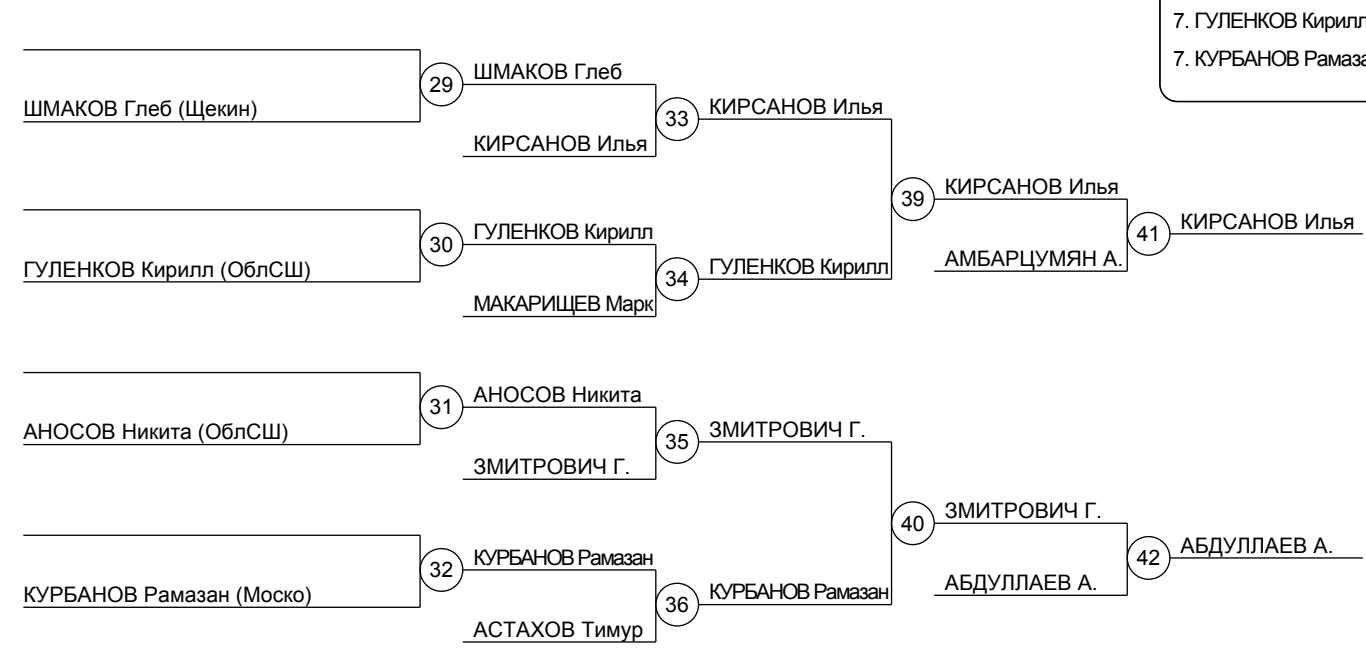 7. ГУЛЕНКОВ Кирилл
7. КУРБАНОВ Рамаза
29
ШМАКОВ Глеб
ШМАКОВ Глеб (Щекин)
33
КИРСАНОВ Илья
КИРСАНОВ Илья
39
КИРСАНОВ Илья
30
ГУЛЕНКОВ Кирилл
41
КИРСАНОВ Илья
ГУЛЕНКОВ Кирилл (ОблСШ)
34
ГУЛЕНКОВ Кирилл
АМБАРЦУМЯН А.
МАКАРИЩЕВ Марк
31
АНОСОВ Никита
АНОСОВ Никита (ОблСШ)
35
ЗМИТРОВИЧ Г.
ЗМИТРОВИЧ Г.
40
ЗМИТРОВИЧ Г.
32
КУРБАНОВ Рамазан
42
АБДУЛЛАЕВ А.
КУРБАНОВ Рамазан (Моско)
36
КУРБАНОВ Рамазан
АБДУЛЛАЕВ А.
АСТАХОВ Тимур